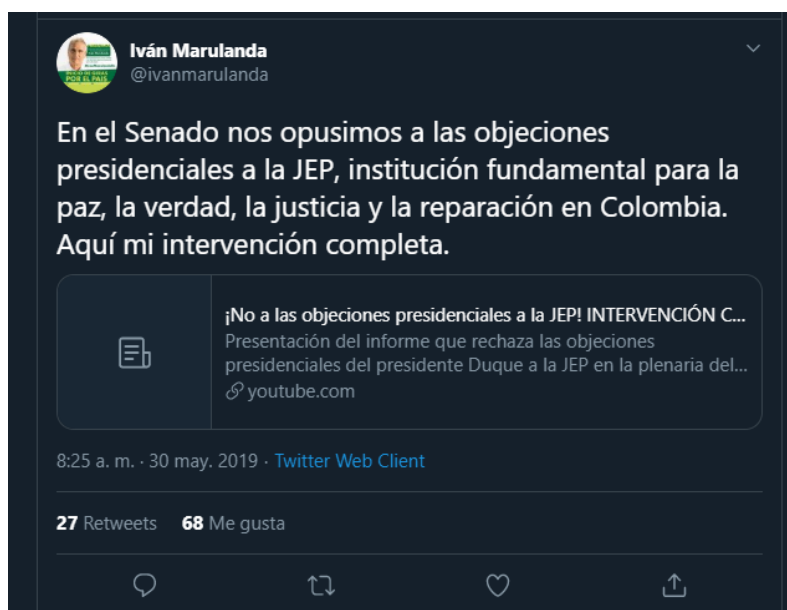 Iván Marulanda
@ivanmarulanda
En el Senado nos opusimos a las objeciones
presidenciales a la JEP, institución fundamental para la
paz, la verdad, la justicia y la reparación en Colombia.
Aquí mi intervención completa.
¡No a las objeciones presidenciales a la JEP! INTERVENCIÓN C...
Presentación del informe que rechaza las objeciones
presidenciales del presidente Duque a la JEP en la plenaria del...
youtube.com
8:25 a. m. · 30 may. 2019 · Twitter Web Client
27 Retweets 68 Me gusta